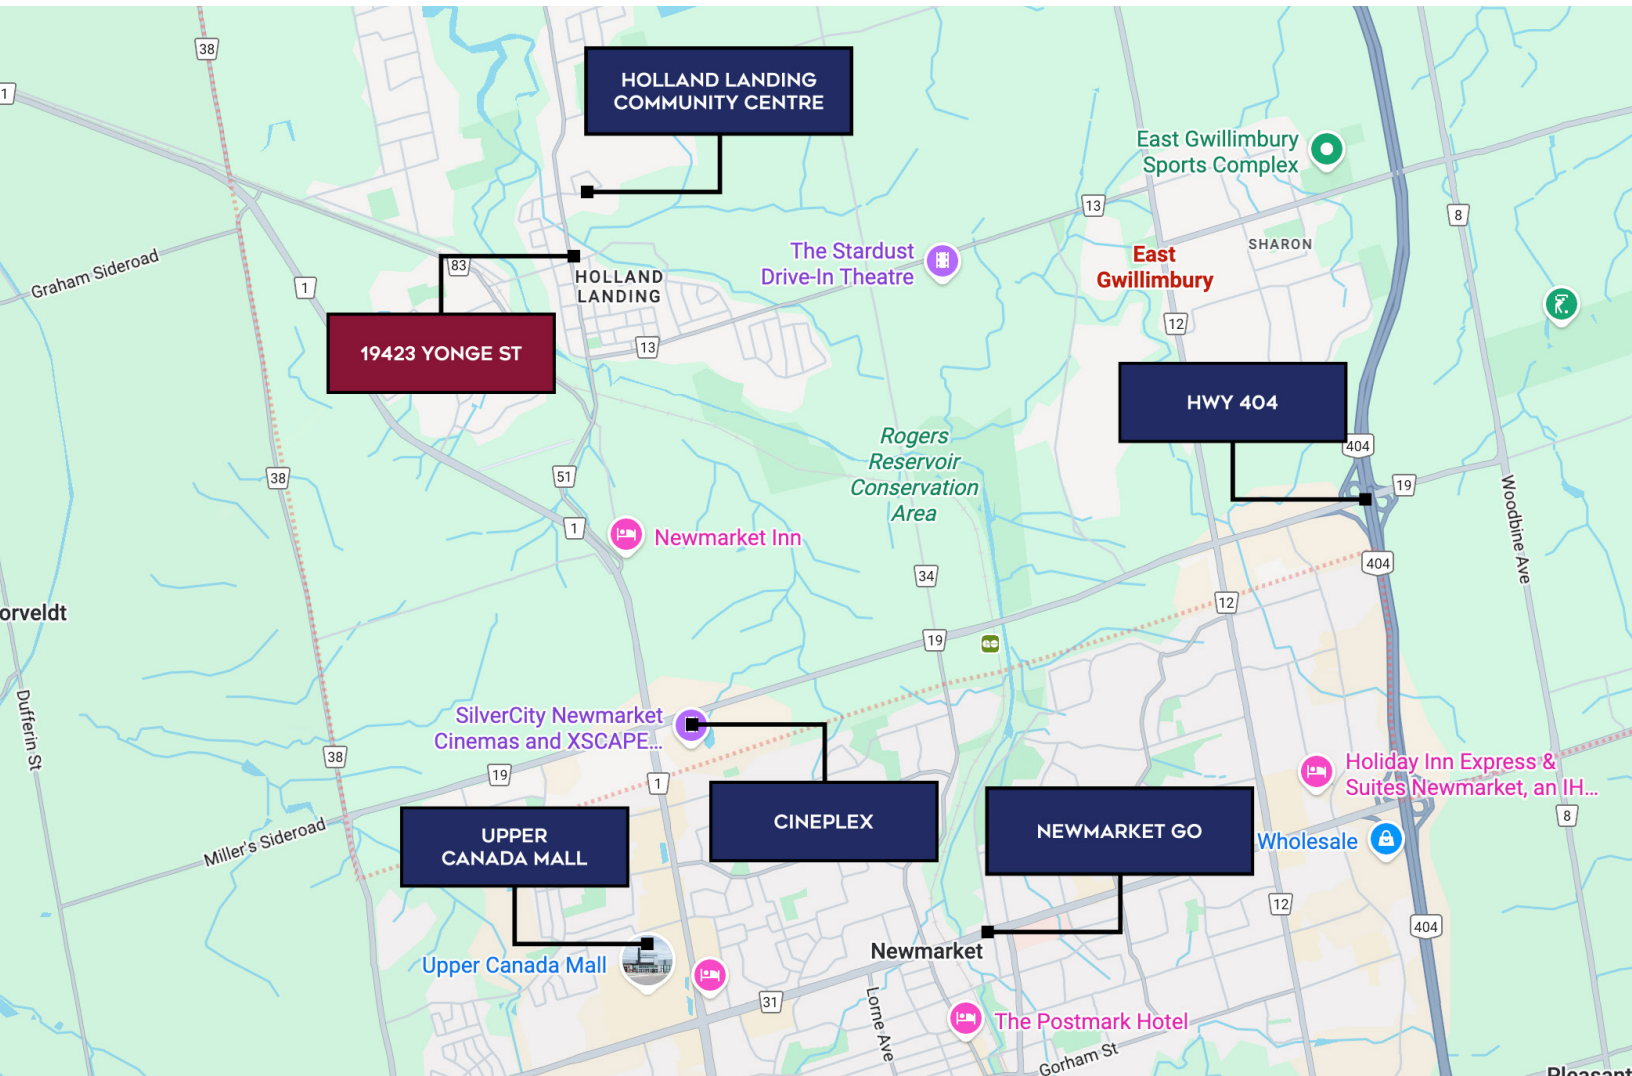 38
1
HOLLAND LANDING
COMMUNITY CENTRE
East Gwillimbury
Sports Complex
13
8
SHARON
The Stardust
Drive-In Theatre
East
Gwillimbury
Graham Sideroad
83
1
HOLLAND
LANDING
12
13
19423 YONGE ST
HWY 404
404
Rogers
Reservoir
Conservation
Area
38
51
19
Woodbine Ave
1
Newmarket Inn
404
34
12
orveldt
19
Dufferin St
SilverCity Newmarket
Cinemas and XSCAPE...
38
19
1
Holiday Inn Express &
Suites Newmarket, an IH...
8
Miller's Sideroad
UPPER
CANADA MALL
CINEPLEX
NEWMARKET GO
Wholesale
12
404
Newmarket
Upper Canada Mall
31
Lorne Ave
The Postmark Hotel
Gorham St
Pleasant